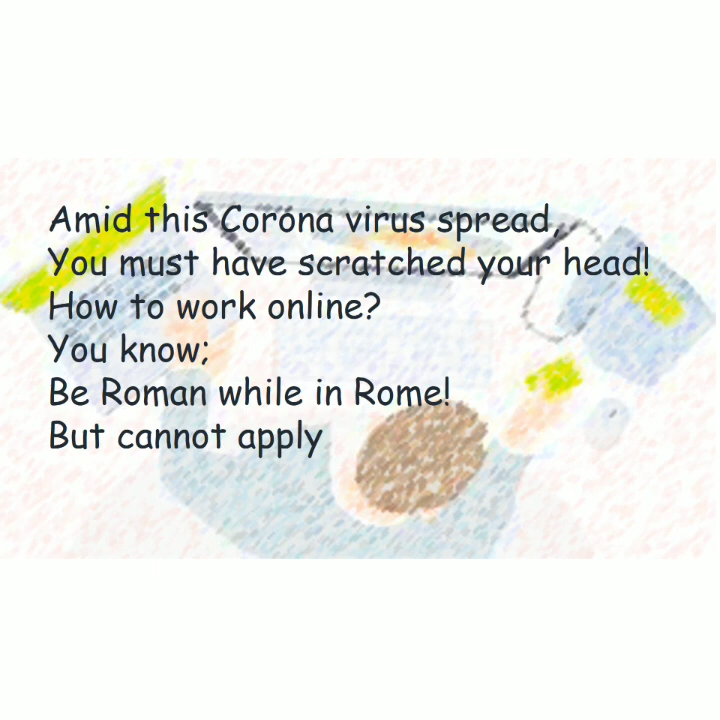 Amid this Corona virus spread,
You must have scratched your head!
How to work online?
You know;
Be Roman while in Rome!
But cannot apply